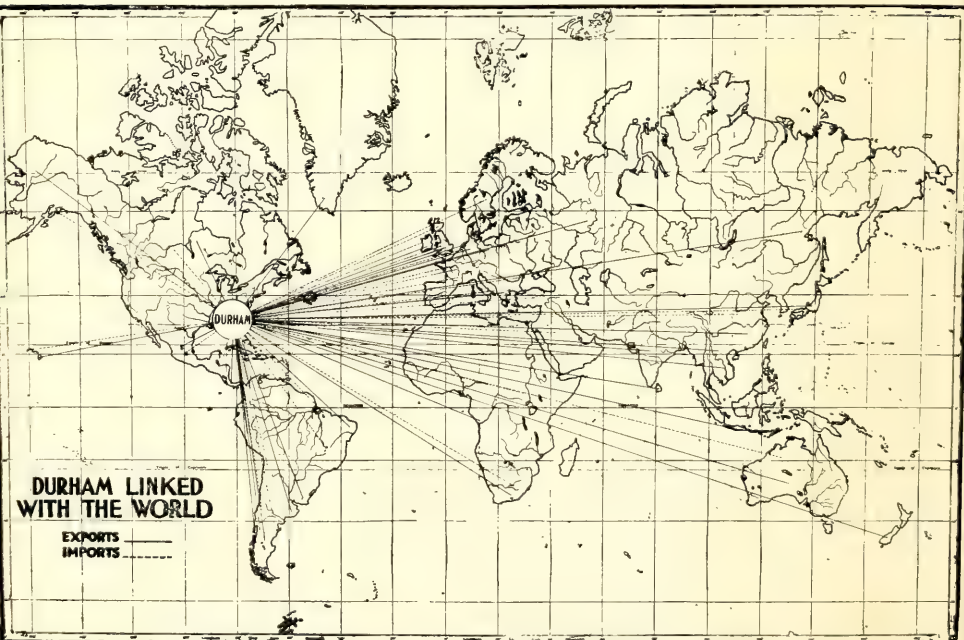 DURHAM
DURHAM LINKED
WITH THE WORLD
EXPORTS
IMPORTS